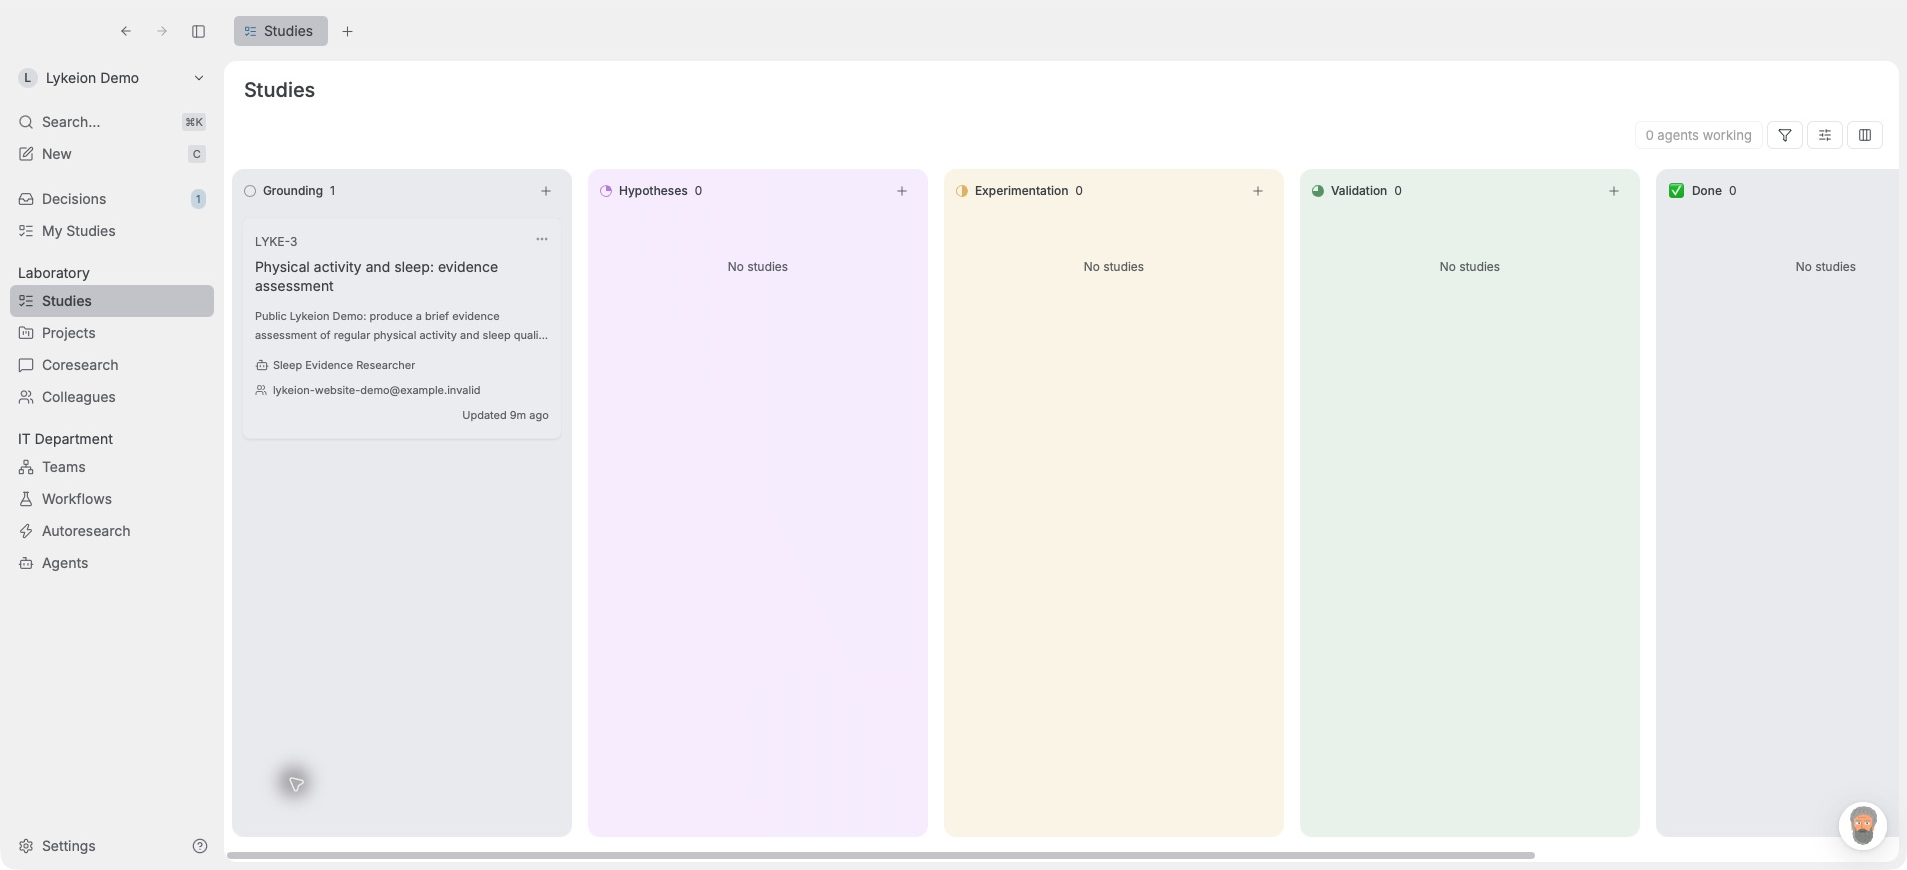 Studies
L Lykeion Demo
Search... ⌘K
New C
Decisions 1
My Studies
Laboratory
Studies
Projects
Coresearch
Colleagues
IT Department
Teams
Workflows
Autoresearch
Agents
Settings
Studies
0 agents working
Grounding 1
LYKE-3
Physical activity and sleep: evidence
assessment
Public Lykeion Demo: produce a brief evidence
assessment of regular physical activity and sleep quali...
Sleep Evidence Researcher
lykeion-website-demo@example.invalid
Updated 9m ago
Hypotheses 0
No studies
Experimentation 0
No studies
Validation 0
No studies
Done 0
No studies